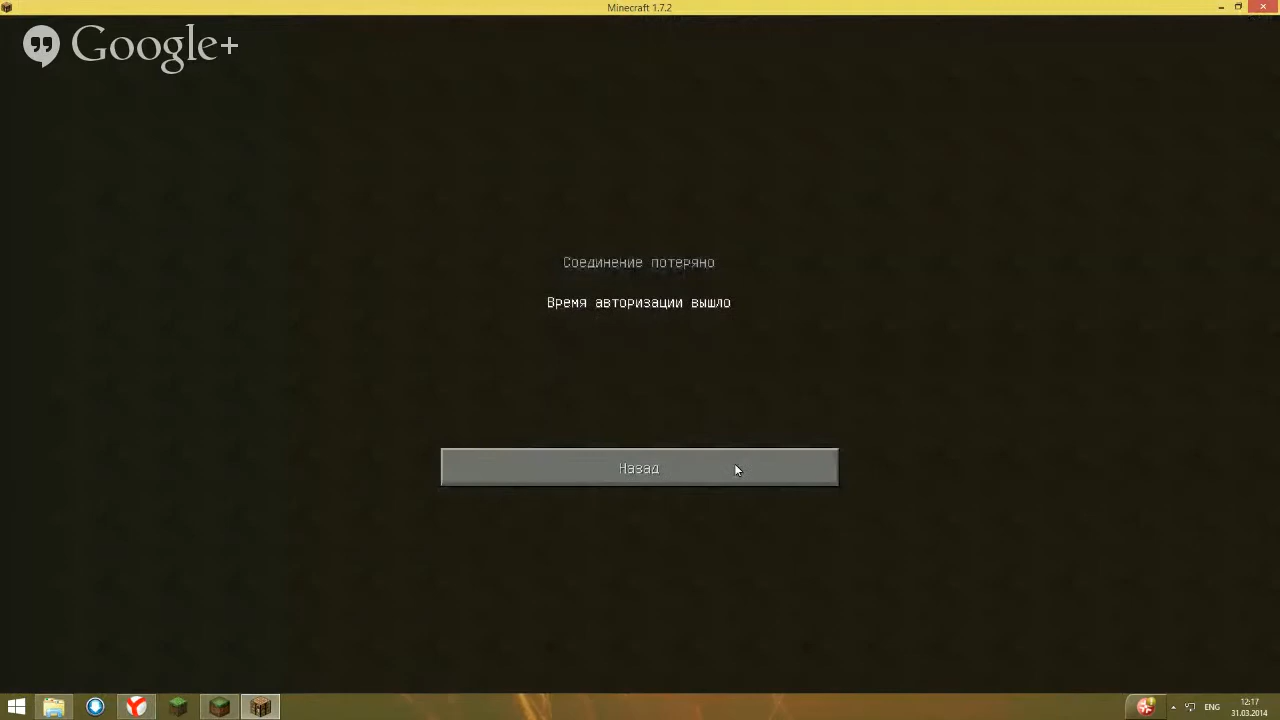 Minecraft 1.7.2
Google+
Соединение потеряно
Время авторизации вышло
Назад
ENG
12:17
31.03.2014